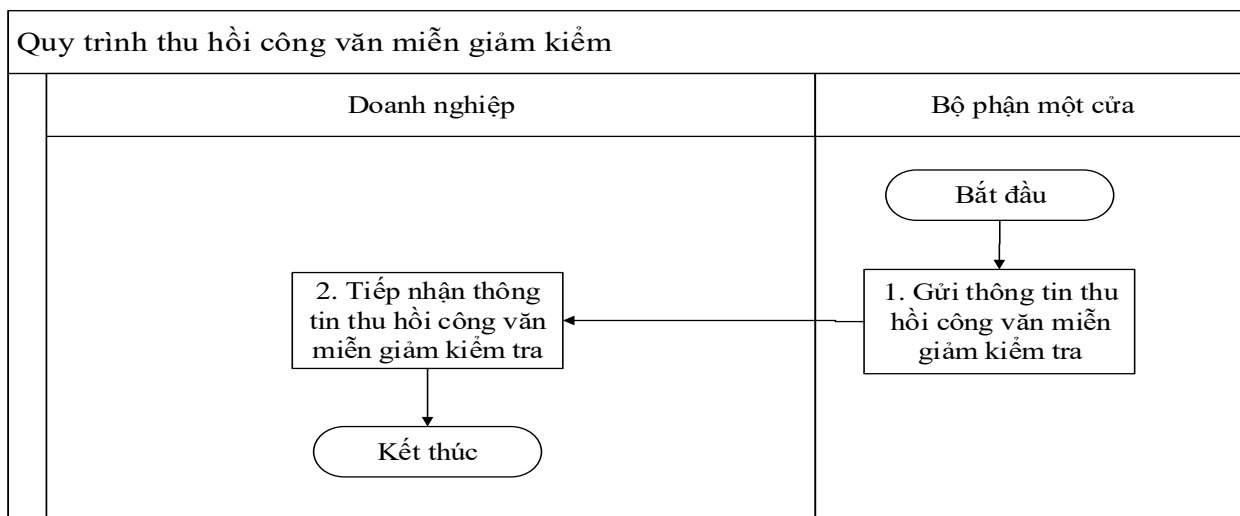 Quy trình thu hồi công văn miễn giảm kiểm
Doanh nghiệp
Bộ phận một cửa
Bắt đầu
1. Gửi thông tin thu
hồi công văn miễn
giảm kiểm tra
2. Tiếp nhận thông
tin thu hồi công văn
miễn giảm kiểm tra
Kết thúc